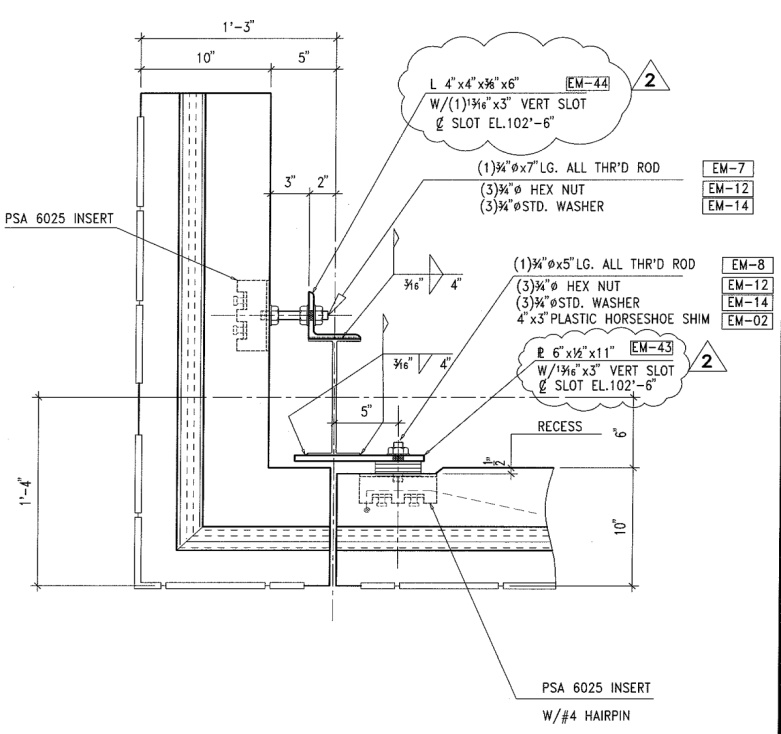 1'-3"
10" 5"
L 4"x4"x⅜"x6" EM-44 2
W/(1)¹³⁄₁₆"x3" VERT SLOT
℄ SLOT EL.102'-6"
3" 2"
(1)¾"øx7"LG. ALL THR'D ROD EM-7
(3)¾"ø HEX NUT EM-12
(3)¾"øSTD. WASHER EM-14
PSA 6025 INSERT
(1)¾"øx5"LG. ALL THR'D ROD EM-8
(3)¾"ø HEX NUT EM-12
(3)¾"øSTD. WASHER EM-14
4"x3"PLASTIC HORSESHOE SHIM EM-02
³⁄₁₆" 4"
³⁄₁₆" 4"
℄ 6"x½"x11" EM-43 2
W/¹³⁄₁₆"x3" VERT SLOT
℄ SLOT EL.102'-6"
5"
RECESS
6"
½"
1'-4"
10"
PSA 6025 INSERT
W/#4 HAIRPIN